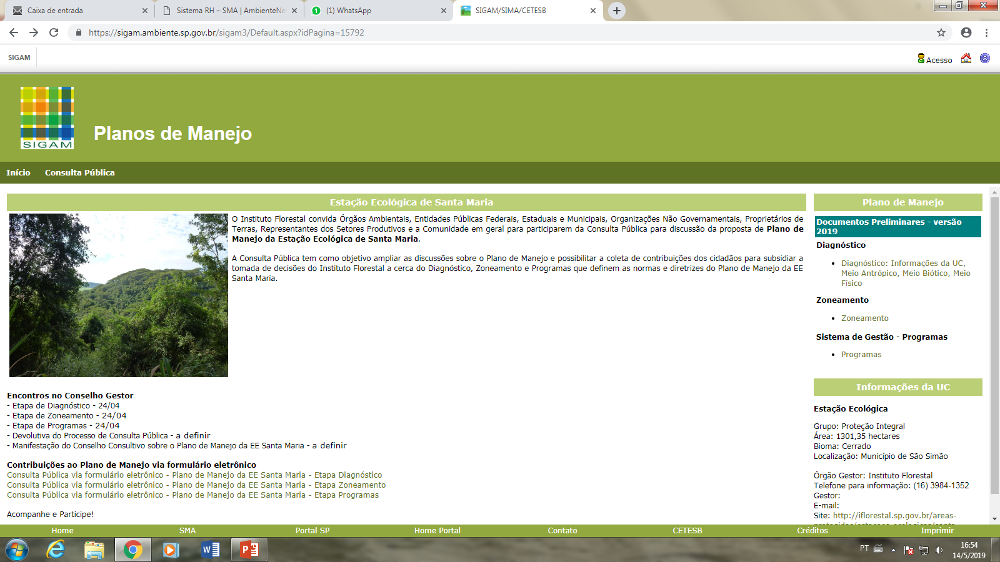 Caixa de entrada
Sistema RH – SMA | AmbienteNe
(1) WhatsApp
SIGAM/SIMA/CETESB
https://sigam.ambiente.sp.gov.br/sigam3/Default.aspx?idPagina=15792
SIGAM
Acesso
SIGAM
Planos de Manejo
Início
Consulta Pública
Estação Ecológica de Santa Maria
O Instituto Florestal convida Órgãos Ambientais, Entidades Públicas Federais, Estaduais e Municipais, Organizações Não Governamentais, Proprietários de
Terras, Representantes dos Setores Produtivos e a Comunidade em geral para participarem da Consulta Pública para discussão da proposta de Plano de
Manejo da Estação Ecológica de Santa Maria.
A Consulta Pública tem como objetivo ampliar as discussões sobre o Plano de Manejo e possibilitar a coleta de contribuições dos cidadãos para subsidiar a
tomada de decisões do Instituto Florestal a cerca do Diagnóstico, Zoneamento e Programas que definem as normas e diretrizes do Plano de Manejo da EE
Santa Maria.
Encontros no Conselho Gestor
- Etapa de Diagnóstico - 24/04
- Etapa de Zoneamento - 24/04
- Etapa de Programas - 24/04
- Devolutiva do Processo de Consulta Pública - a definir
- Manifestação do Conselho Consultivo sobre o Plano de Manejo da EE Santa Maria - a definir
Contribuições ao Plano de Manejo via formulário eletrônico
Consulta Pública via formulário eletrônico - Plano de Manejo da EE Santa Maria - Etapa Diagnóstico
Consulta Pública via formulário eletrônico - Plano de Manejo da EE Santa Maria - Etapa Zoneamento
Consulta Pública via formulário eletrônico - Plano de Manejo da EE Santa Maria - Etapa Programas
Acompanhe e Participe!
Plano de Manejo
Documentos Preliminares - versão
2019
Diagnóstico
• Diagnóstico: Informações da UC,
Meio Antrópico, Meio Biótico, Meio
Físico
Zoneamento
• Zoneamento
Sistema de Gestão - Programas
• Programas
Informações da UC
Estação Ecológica
Grupo: Proteção Integral
Área: 1301,35 hectares
Bioma: Cerrado
Localização: Município de São Simão
Órgão Gestor: Instituto Florestal
Telefone para informação: (16) 3984-1352
Gestor:
E-mail:
Site: http://iflorestal.sp.gov.br/areas-
Home
SMA
Portal SP
Home Portal
Contato
CETESB
Créditos
Imprimir
PT
16:54
14/5/2019